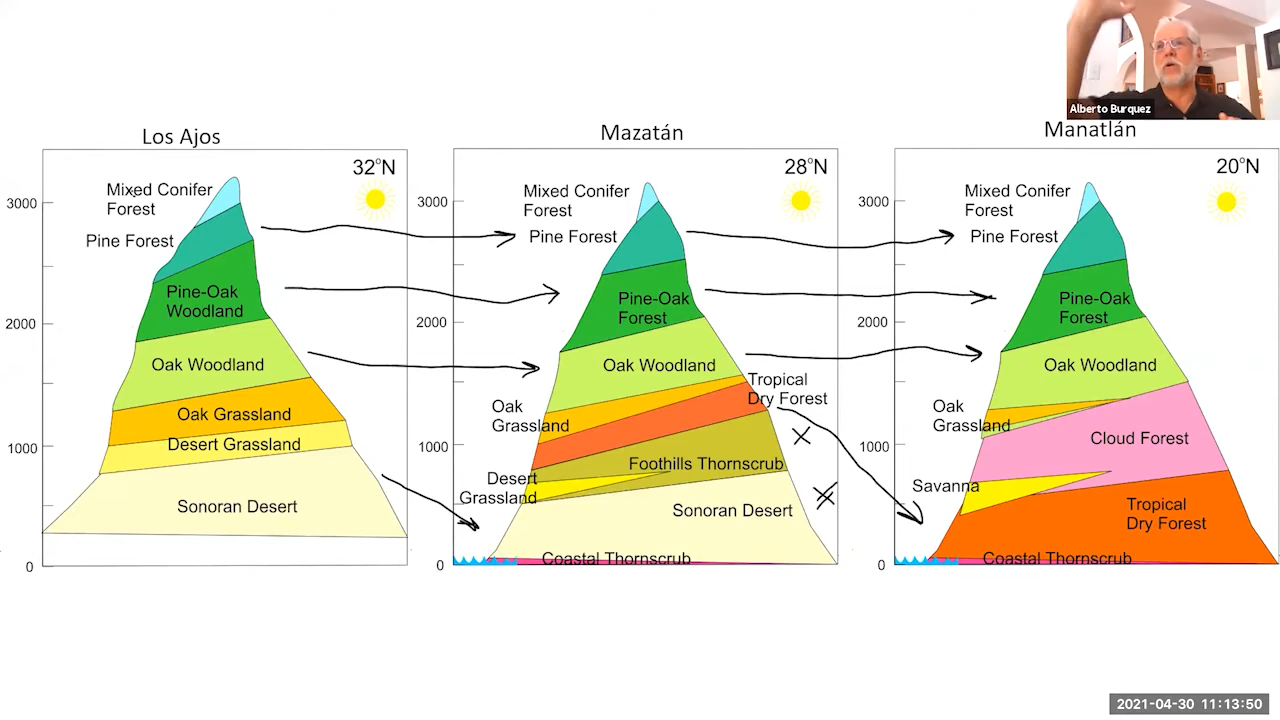 Alberto Burquez
Los Ajos
32°N
3000
Mixed Conifer
Forest
Pine Forest
Pine-Oak
Woodland
2000
Oak Woodland
Oak Grassland
Desert Grassland
1000
Sonoran Desert
0
Mazatán
28°N
3000
Mixed Conifer
Forest
Pine Forest
Pine-Oak
Forest
2000
Oak Woodland
Tropical
Dry Forest
Oak
Grassland
1000
Foothills Thornscrub
Desert
Grassland
Sonoran Desert
Coastal Thornscrub
0
Manatlán
20°N
3000
Mixed Conifer
Forest
Pine Forest
Pine-Oak
Forest
2000
Oak Woodland
Oak
Grassland
1000
Cloud Forest
Savanna
Tropical
Dry Forest
Coastal Thornscrub
0
2021-04-30 11:13:50